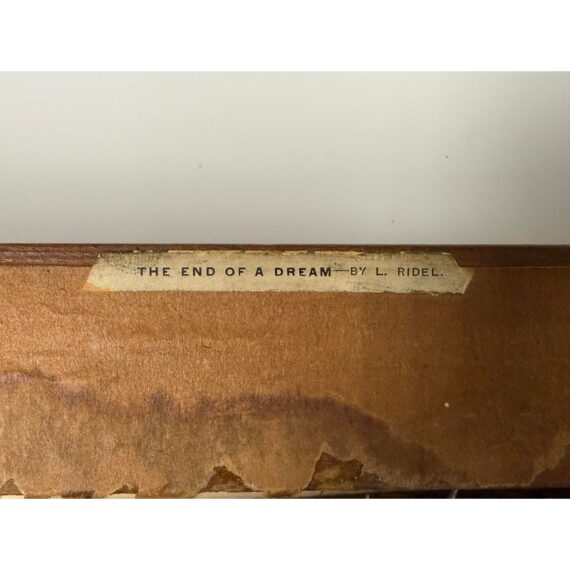 THE END OF A DREAM—BY L. RIDEL.